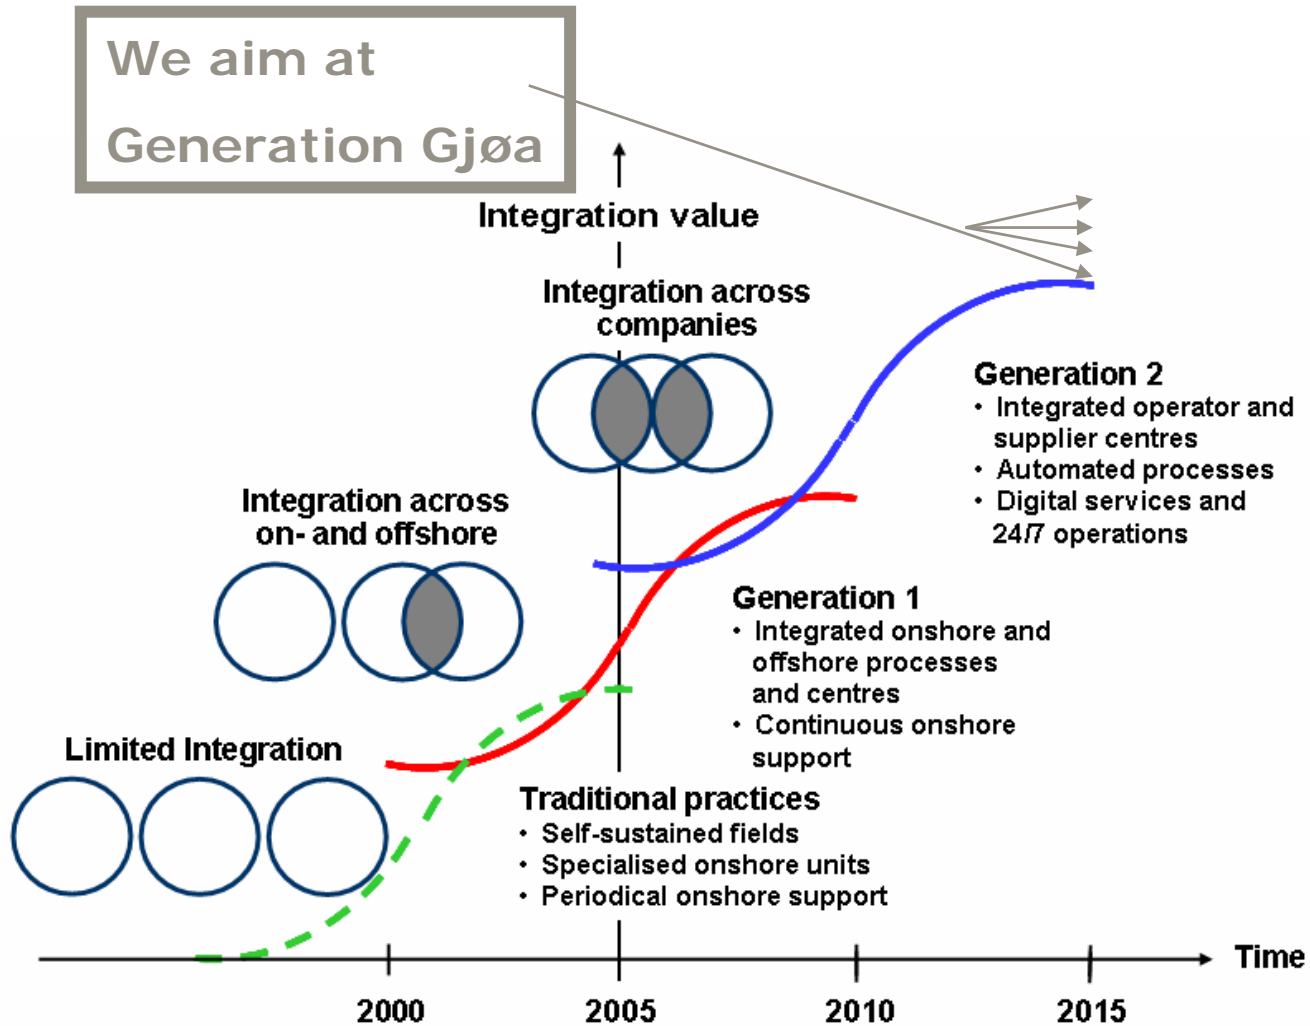 We aim at
Generation Gjøa
Integration value
Integration across
companies
Generation 2
• Integrated operator and
supplier centres
• Automated processes
• Digital services and
24/7 operations
Integration across
on- and offshore
Generation 1
• Integrated onshore and
offshore processes
and centres
• Continuous onshore
support
Limited Integration
Traditional practices
• Self-sustained fields
• Specialised onshore units
• Periodical onshore support
Time
2000
2005
2010
2015